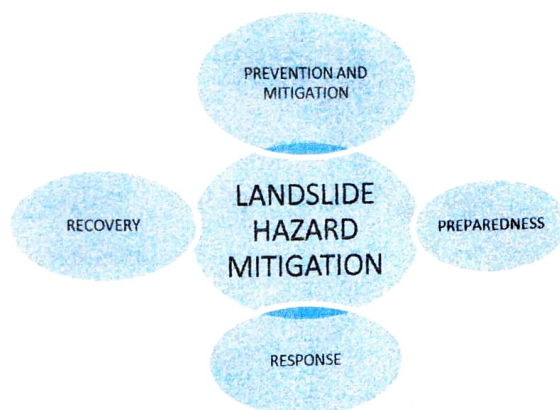 PREVENTION AND
MITIGATION
LANDSLIDE
HAZARD
MITIGATION
RECOVERY
PREPAREDNESS
RESPONSE